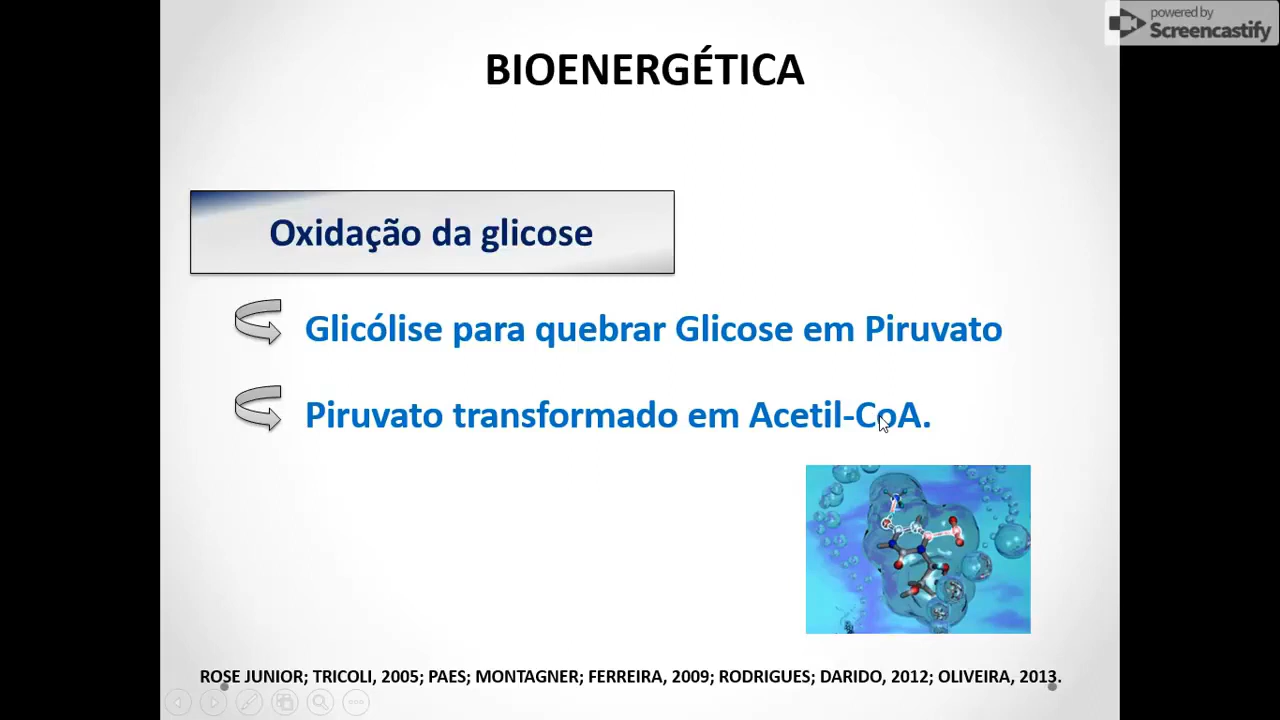 powered by
Screencastify
BIOENERGÉTICA
Oxidação da glicose
Glicólise para quebrar Glicose em Piruvato
Piruvato transformado em Acetil-CoA.
ROSE JUNIOR; TRICOLI, 2005; PAES; MONTAGNER; FERREIRA, 2009; RODRIGUES; DARIDO, 2012; OLIVEIRA, 2013.